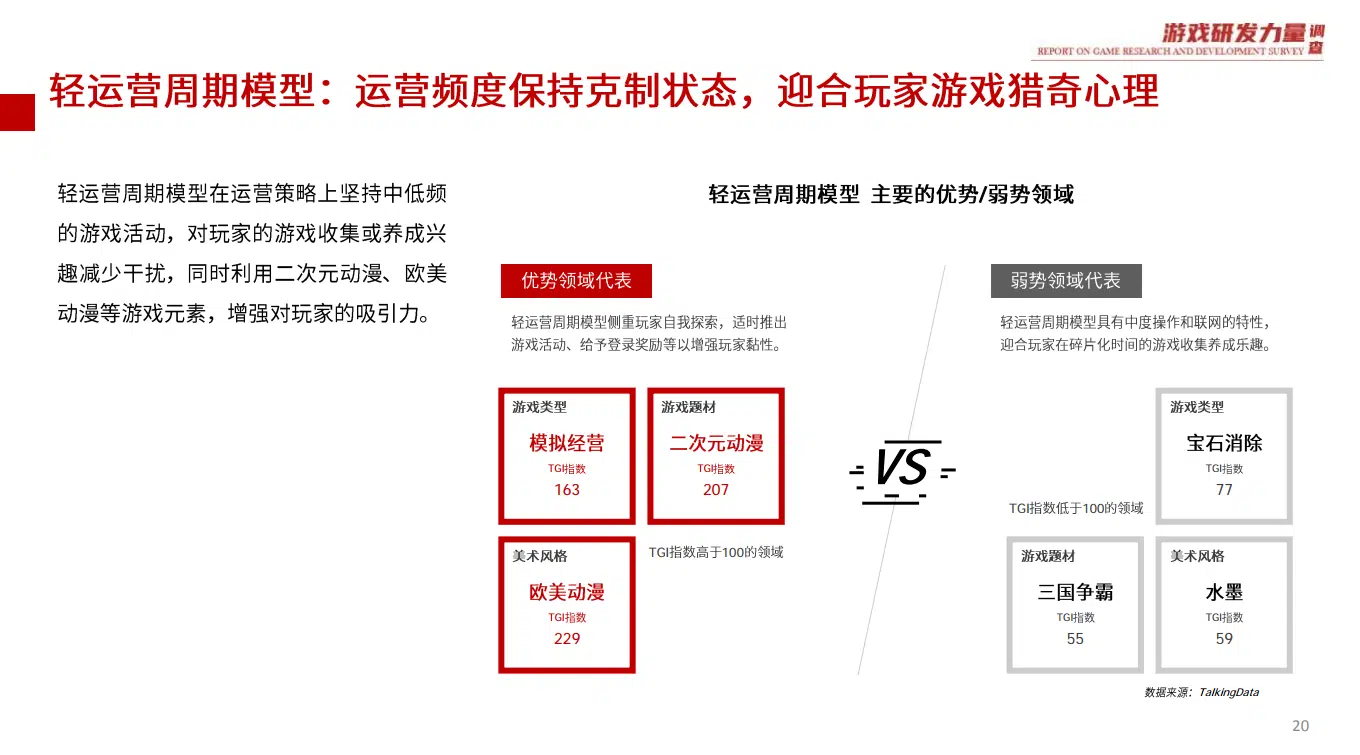 游戏研发力量调查
REPORT ON GAME RESEARCH AND DEVELOPMENT SURVEY
轻运营周期模型：运营频度保持克制状态，迎合玩家游戏猎奇心理
轻运营周期模型在运营策略上坚持中低频
的游戏活动，对玩家的游戏收集或养成兴
趣减少干扰，同时利用二次元动漫、欧美
动漫等游戏元素，增强对玩家的吸引力。
轻运营周期模型 主要的优势/弱势领域
优势领域代表
轻运营周期模型侧重玩家自我探索，适时推出
游戏活动、给予登录奖励等以增强玩家黏性。
游戏类型
模拟经营
TGI指数
163
游戏题材
二次元动漫
TGI指数
207
美术风格
欧美动漫
TGI指数
229
TGI指数高于100的领域
VS
弱势领域代表
轻运营周期模型具有中度操作和联网的特性，
迎合玩家在碎片化时间的游戏收集养成乐趣。
游戏类型
宝石消除
TGI指数
77
TGI指数低于100的领域
游戏题材
三国争霸
TGI指数
55
美术风格
水墨
TGI指数
59
数据来源：TalkingData
20